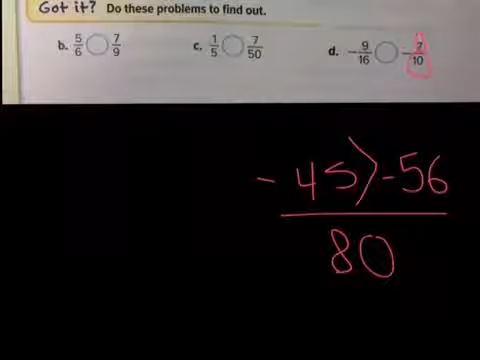 Got it? Do these problems to find out.
b. 5/6 ○ 7/9 c. 1/5 ○ 7/50 d. -9/16 ○ -7/10
-45 > -56
80